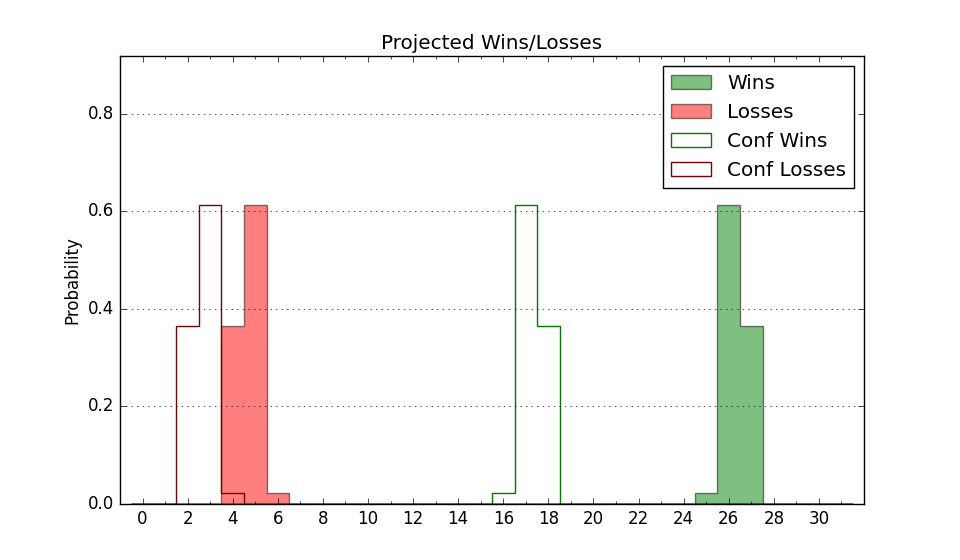 Projected Wins/Losses
Wins
Losses
Conf Wins
Conf Losses
Probability
0.8
0.6
0.4
0.2
0.0
0 2 4 6 8 10 12 14 16 18 20 22 24 26 28 30